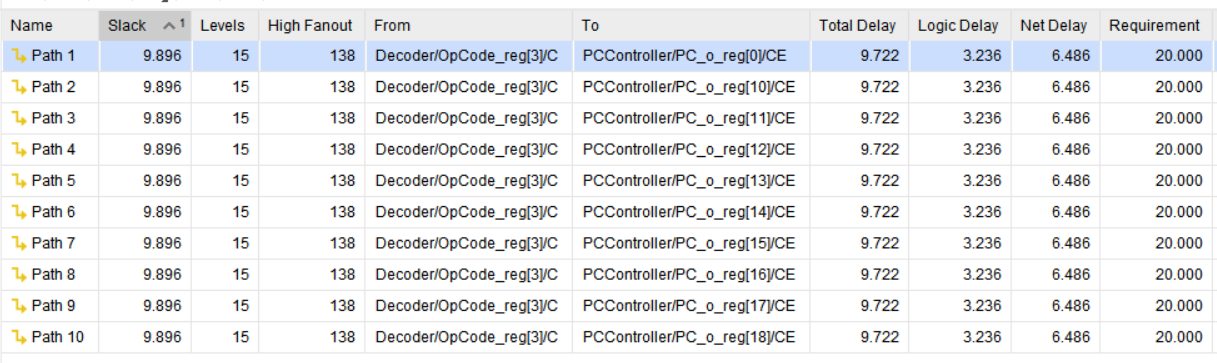 Name Slack 1 Levels High Fanout From To Total Delay Logic Delay Net Delay Requirement
Path 1 9.896 15 138 Decoder/OpCode_reg[3]/C PCController/PC_o_reg[0]/CE 9.722 3.236 6.486 20.000
Path 2 9.896 15 138 Decoder/OpCode_reg[3]/C PCController/PC_o_reg[10]/CE 9.722 3.236 6.486 20.000
Path 3 9.896 15 138 Decoder/OpCode_reg[3]/C PCController/PC_o_reg[11]/CE 9.722 3.236 6.486 20.000
Path 4 9.896 15 138 Decoder/OpCode_reg[3]/C PCController/PC_o_reg[12]/CE 9.722 3.236 6.486 20.000
Path 5 9.896 15 138 Decoder/OpCode_reg[3]/C PCController/PC_o_reg[13]/CE 9.722 3.236 6.486 20.000
Path 6 9.896 15 138 Decoder/OpCode_reg[3]/C PCController/PC_o_reg[14]/CE 9.722 3.236 6.486 20.000
Path 7 9.896 15 138 Decoder/OpCode_reg[3]/C PCController/PC_o_reg[15]/CE 9.722 3.236 6.486 20.000
Path 8 9.896 15 138 Decoder/OpCode_reg[3]/C PCController/PC_o_reg[16]/CE 9.722 3.236 6.486 20.000
Path 9 9.896 15 138 Decoder/OpCode_reg[3]/C PCController/PC_o_reg[17]/CE 9.722 3.236 6.486 20.000
Path 10 9.896 15 138 Decoder/OpCode_reg[3]/C PCController/PC_o_reg[18]/CE 9.722 3.236 6.486 20.000